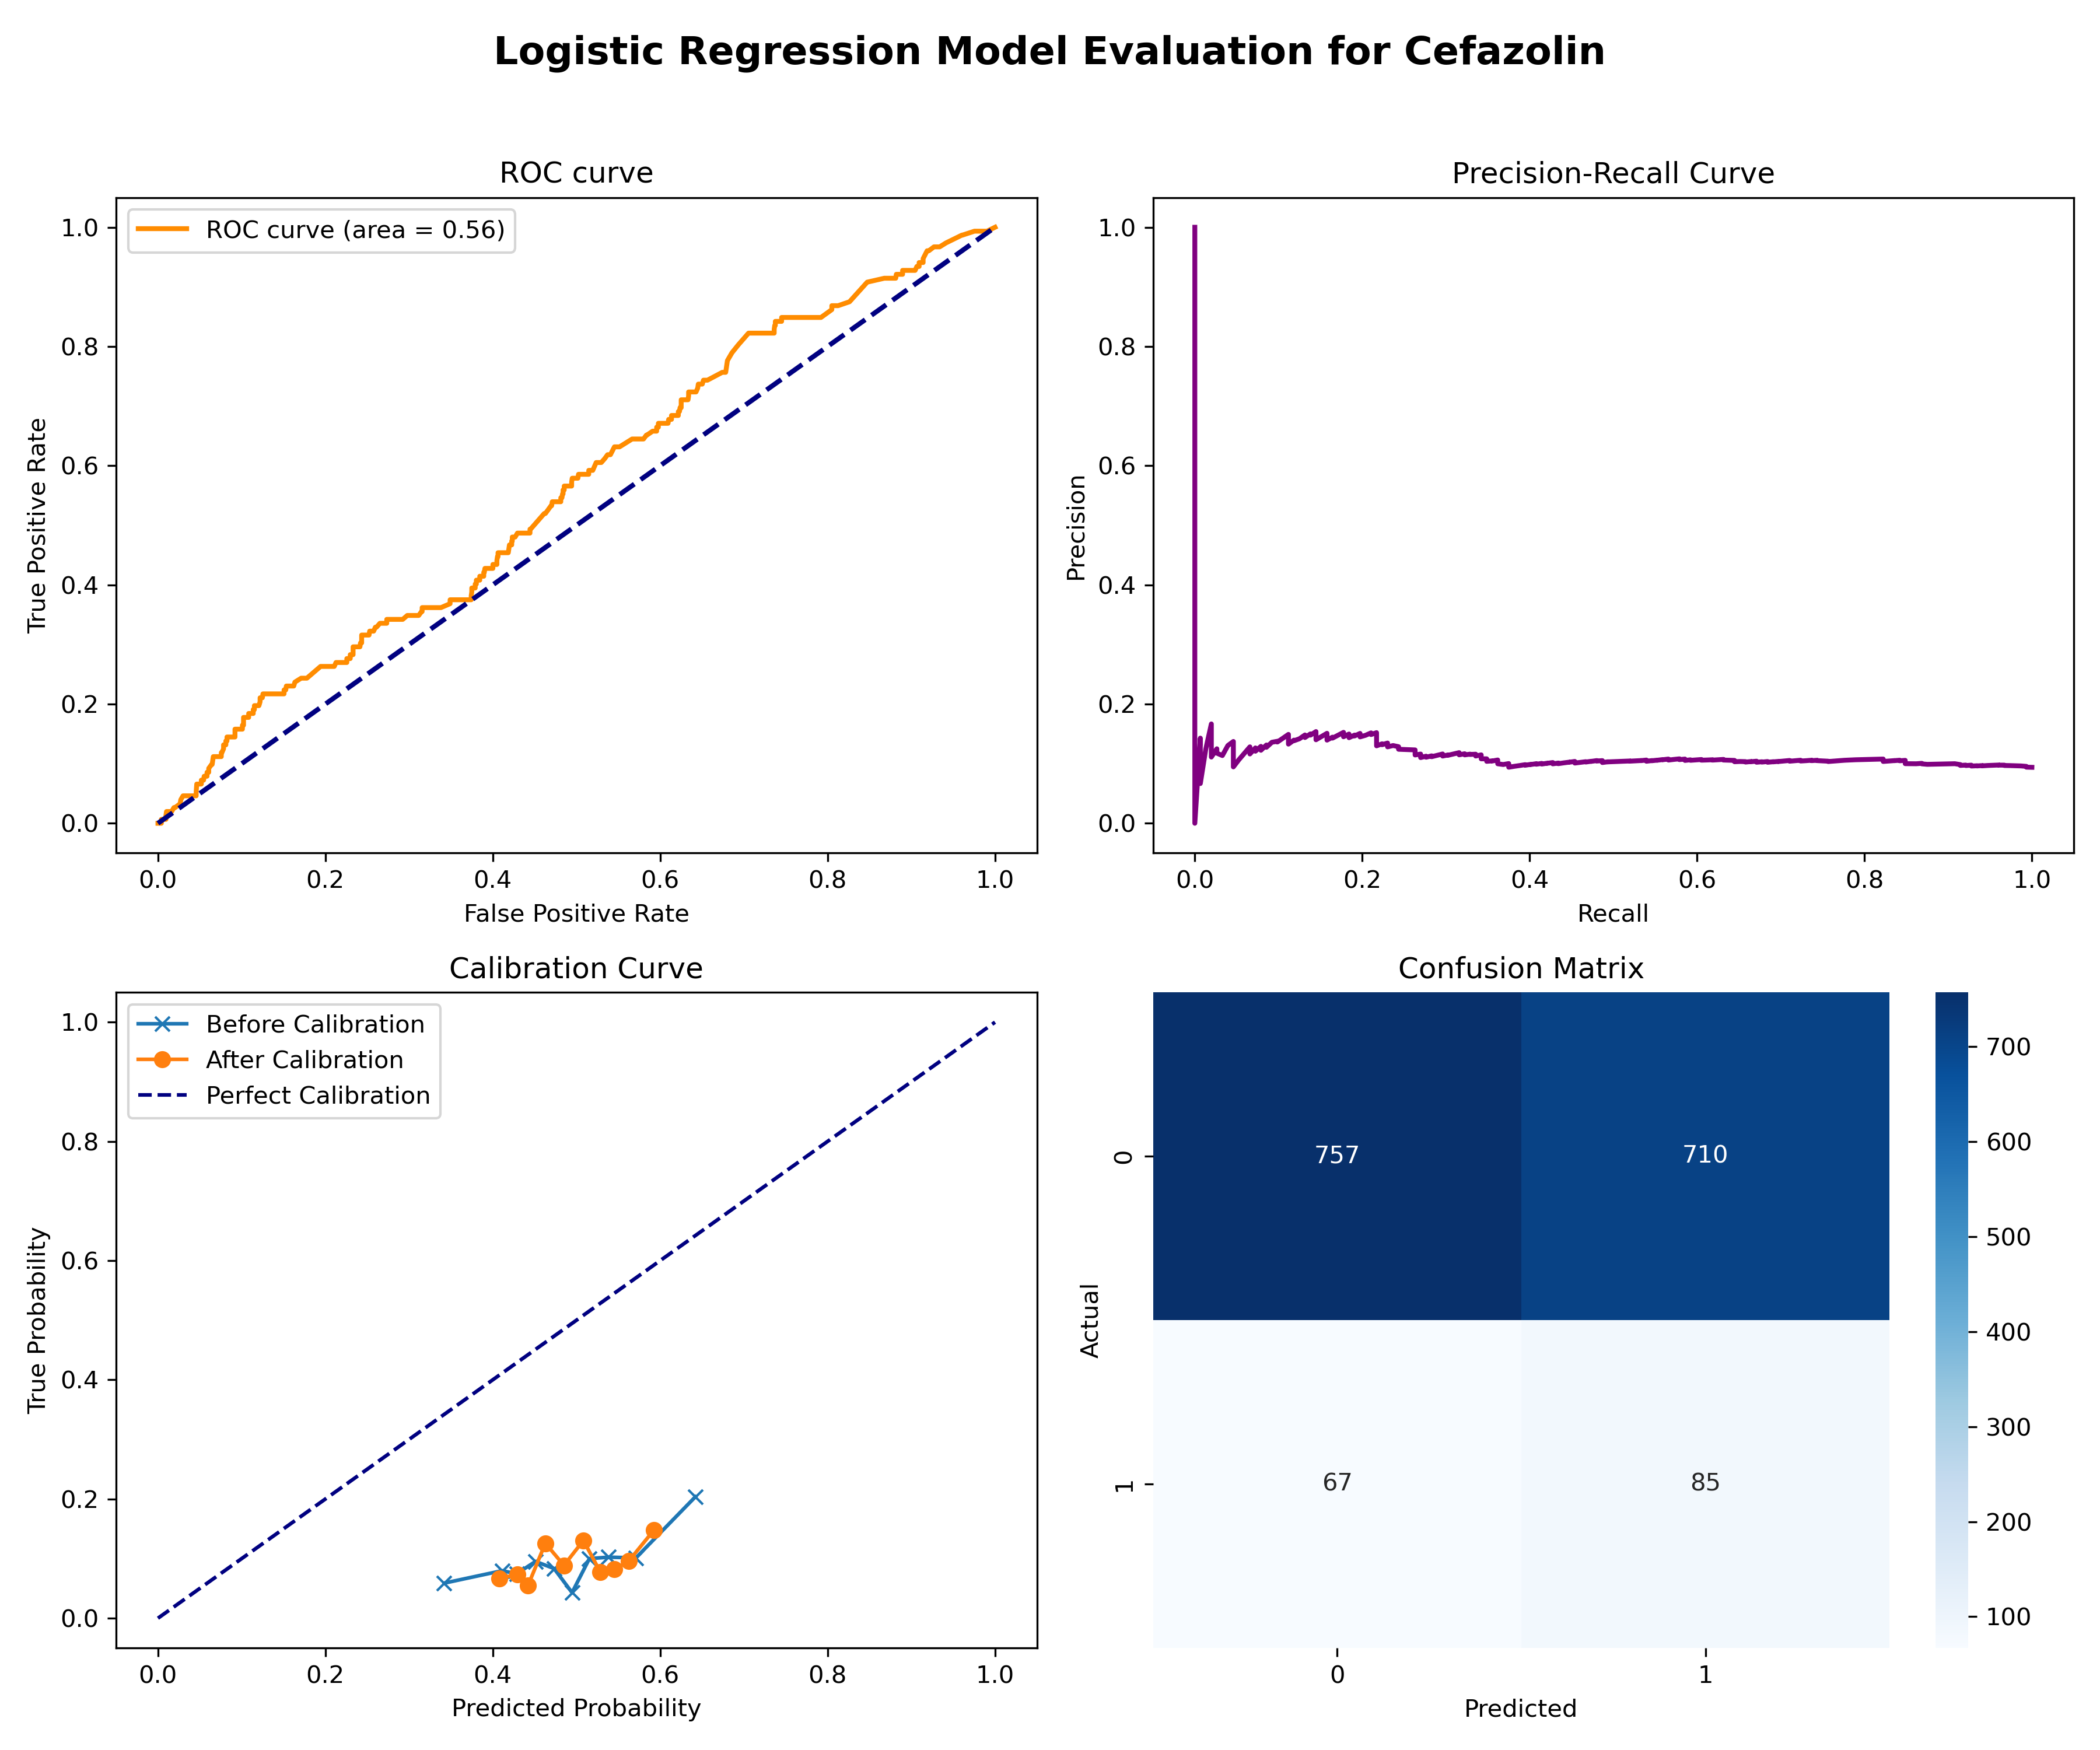 Logistic Regression Model Evaluation for Cefazolin
ROC curve
ROC curve (area = 0.56)
True Positive Rate
1.0
0.8
0.6
0.4
0.2
0.0
0.0 0.2 0.4 0.6 0.8 1.0
False Positive Rate
Precision-Recall Curve
Precision
1.0
0.8
0.6
0.4
0.2
0.0
0.0 0.2 0.4 0.6 0.8 1.0
Recall
Calibration Curve
Before Calibration
After Calibration
Perfect Calibration
True Probability
1.0
0.8
0.6
0.4
0.2
0.0
0.0 0.2 0.4 0.6 0.8 1.0
Predicted Probability
Confusion Matrix
Actual
0
757 710
1
67 85
0 1
Predicted
700
600
500
400
300
200
100